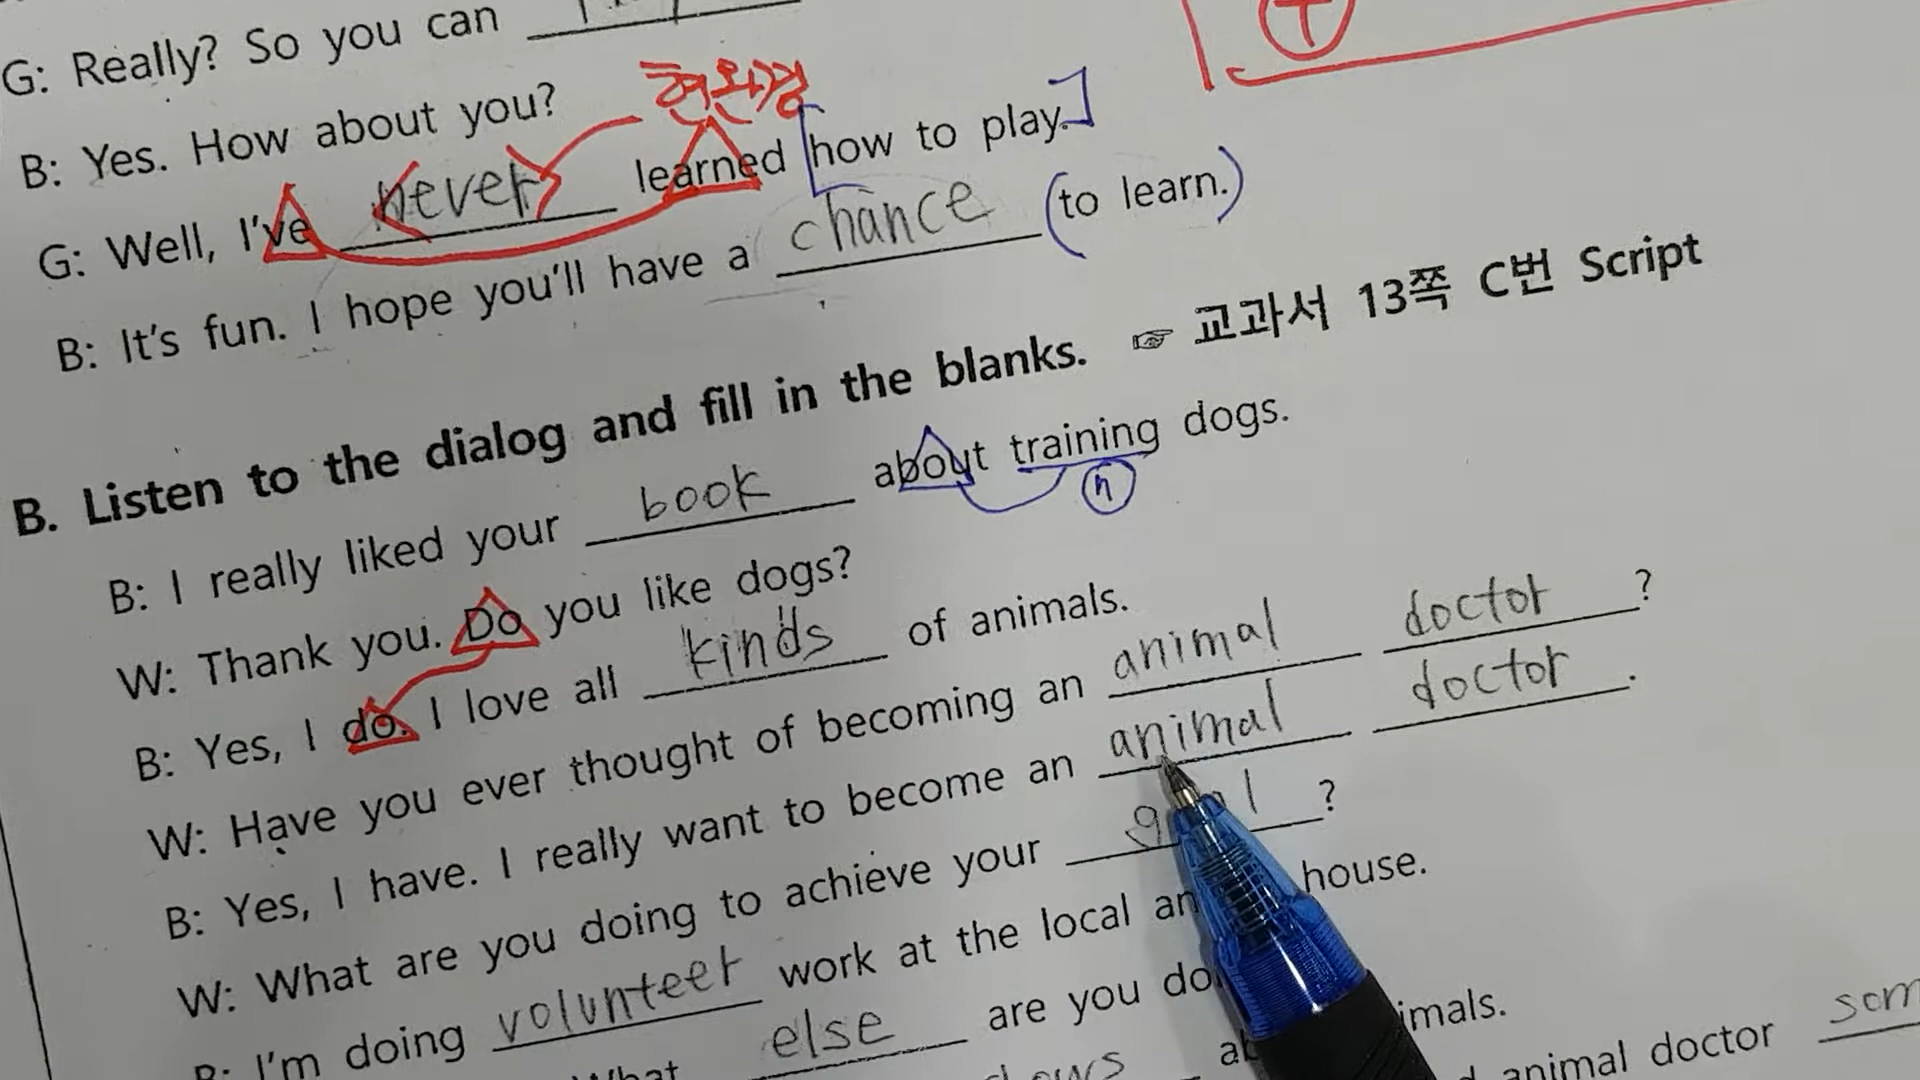 G: Really? So you can
B: Yes. How about you?
현완)경
G: Well, I've never learned [how to play.]
B: It's fun. I hope you'll have a chance (to learn.)
B. Listen to the dialog and fill in the blanks. ☞ 교과서 13쪽 C번 Script
B: I really liked your book about training dogs.
n
W: Thank you. Do you like dogs?
B: Yes, I do. I love all kinds of animals.
W: Have you ever thought of becoming an animal doctor?
B: Yes, I have. I really want to become an animal doctor.
W: What are you doing to achieve your ?
B: I'm doing volunteer work at the local house.
What else are you
animal doctor